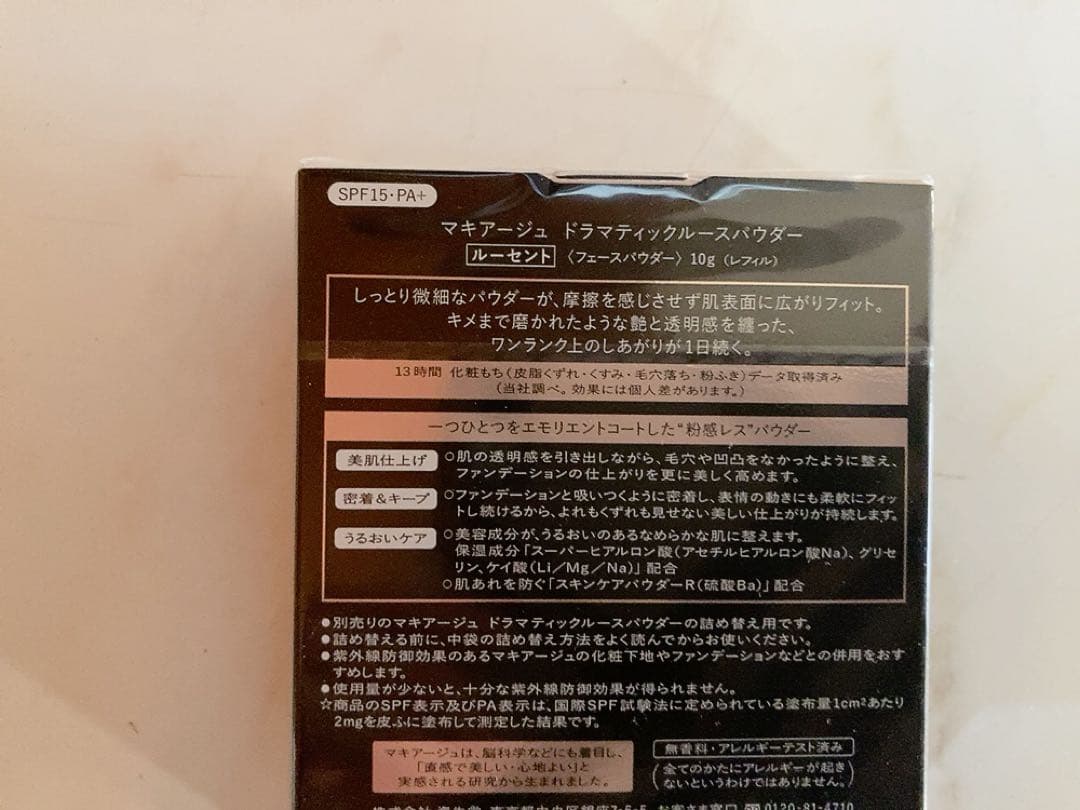 SPF15・PA+
マキアージュ ドラマティックルースパウダー
ルーセント 〈フェースパウダー〉 10g (レフィル)
しっとり微細なパウダーが、摩擦を感じさせず肌表面に広がりフィット。
キメまで磨かれたような艶と透明感を纏った、
ワンランク上のしあがりが1日続く。
13時間 化粧もち(皮脂くずれ・くすみ・毛穴落ち・粉ふき)データ取得済み
(当社調べ。効果には個人差があります。)
一つひとつをエモリエントコートした“粉感レス”パウダー
美肌仕上げ ○肌の透明感を引き出しながら、毛穴や凹凸をなかったように整え、
ファンデーションの仕上がりを更に美しく高めます。
密着&キープ ○ファンデーションと吸いつくように密着し、表情の動きにも柔軟にフィッ
トし続けるから、よれもくずれも見せない美しい仕上がりが持続します。
うるおいケア ○美容成分が、うるおいのあるなめらかな肌に整えます。
保湿成分「スーパーヒアルロン酸(アセチルヒアルロン酸Na)、グリセ
リン、ケイ酸(Li/Mg/Na)」配合
○肌あれを防ぐ「スキンケアパウダーR(硫酸Ba)」配合
●別売りのマキアージュ ドラマティックルースパウダーの詰め替え用です。
●詰め替える前に、中袋の詰め替え方法をよく読んでからお使いください。
●紫外線防御効果のあるマキアージュの化粧下地やファンデーションなどとの併用をおす
すめします。
●使用量が少ないと、十分な紫外線防御効果が得られません。
☆商品のSPF表示及びPA表示は、国際SPF試験法に定められている塗布量1cm²あたり
2mgを皮ふに塗布して測定した結果です。
マキアージュは、脳科学などにも着目し、
「直感で美しい・心地よい」と
実感される研究から生まれました。
無香料・アレルギーテスト済み
(全てのかたにアレルギーが起き
ないというわけではありません。)
株式会社 資生堂 東京都中央区銀座7-5-5 お客さま窓口 0120-81-4710